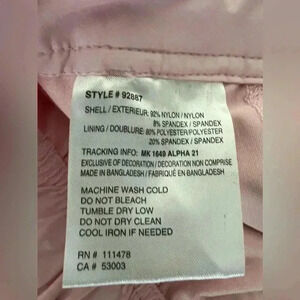 STYLE # 92887
SHELL / EXTERIEUR: 92% NYLON / NYLON
8% SPANDEX / SPANDEX
LINING / DOUBLURE: 80% POLYESTER/POLYESTER
20% SPANDEX / SPANDEX
TRACKING INFO: MK 1649 ALPHA 21
EXCLUSIVE OF DECORATION / DECORATION NON COMPRISE
MADE IN BANGLADESH / FABRIQUÉ EN BANGLADESH
MACHINE WASH COLD
DO NOT BLEACH
TUMBLE DRY LOW
DO NOT DRY CLEAN
COOL IRON IF NEEDED
RN # 111478
CA # 53003